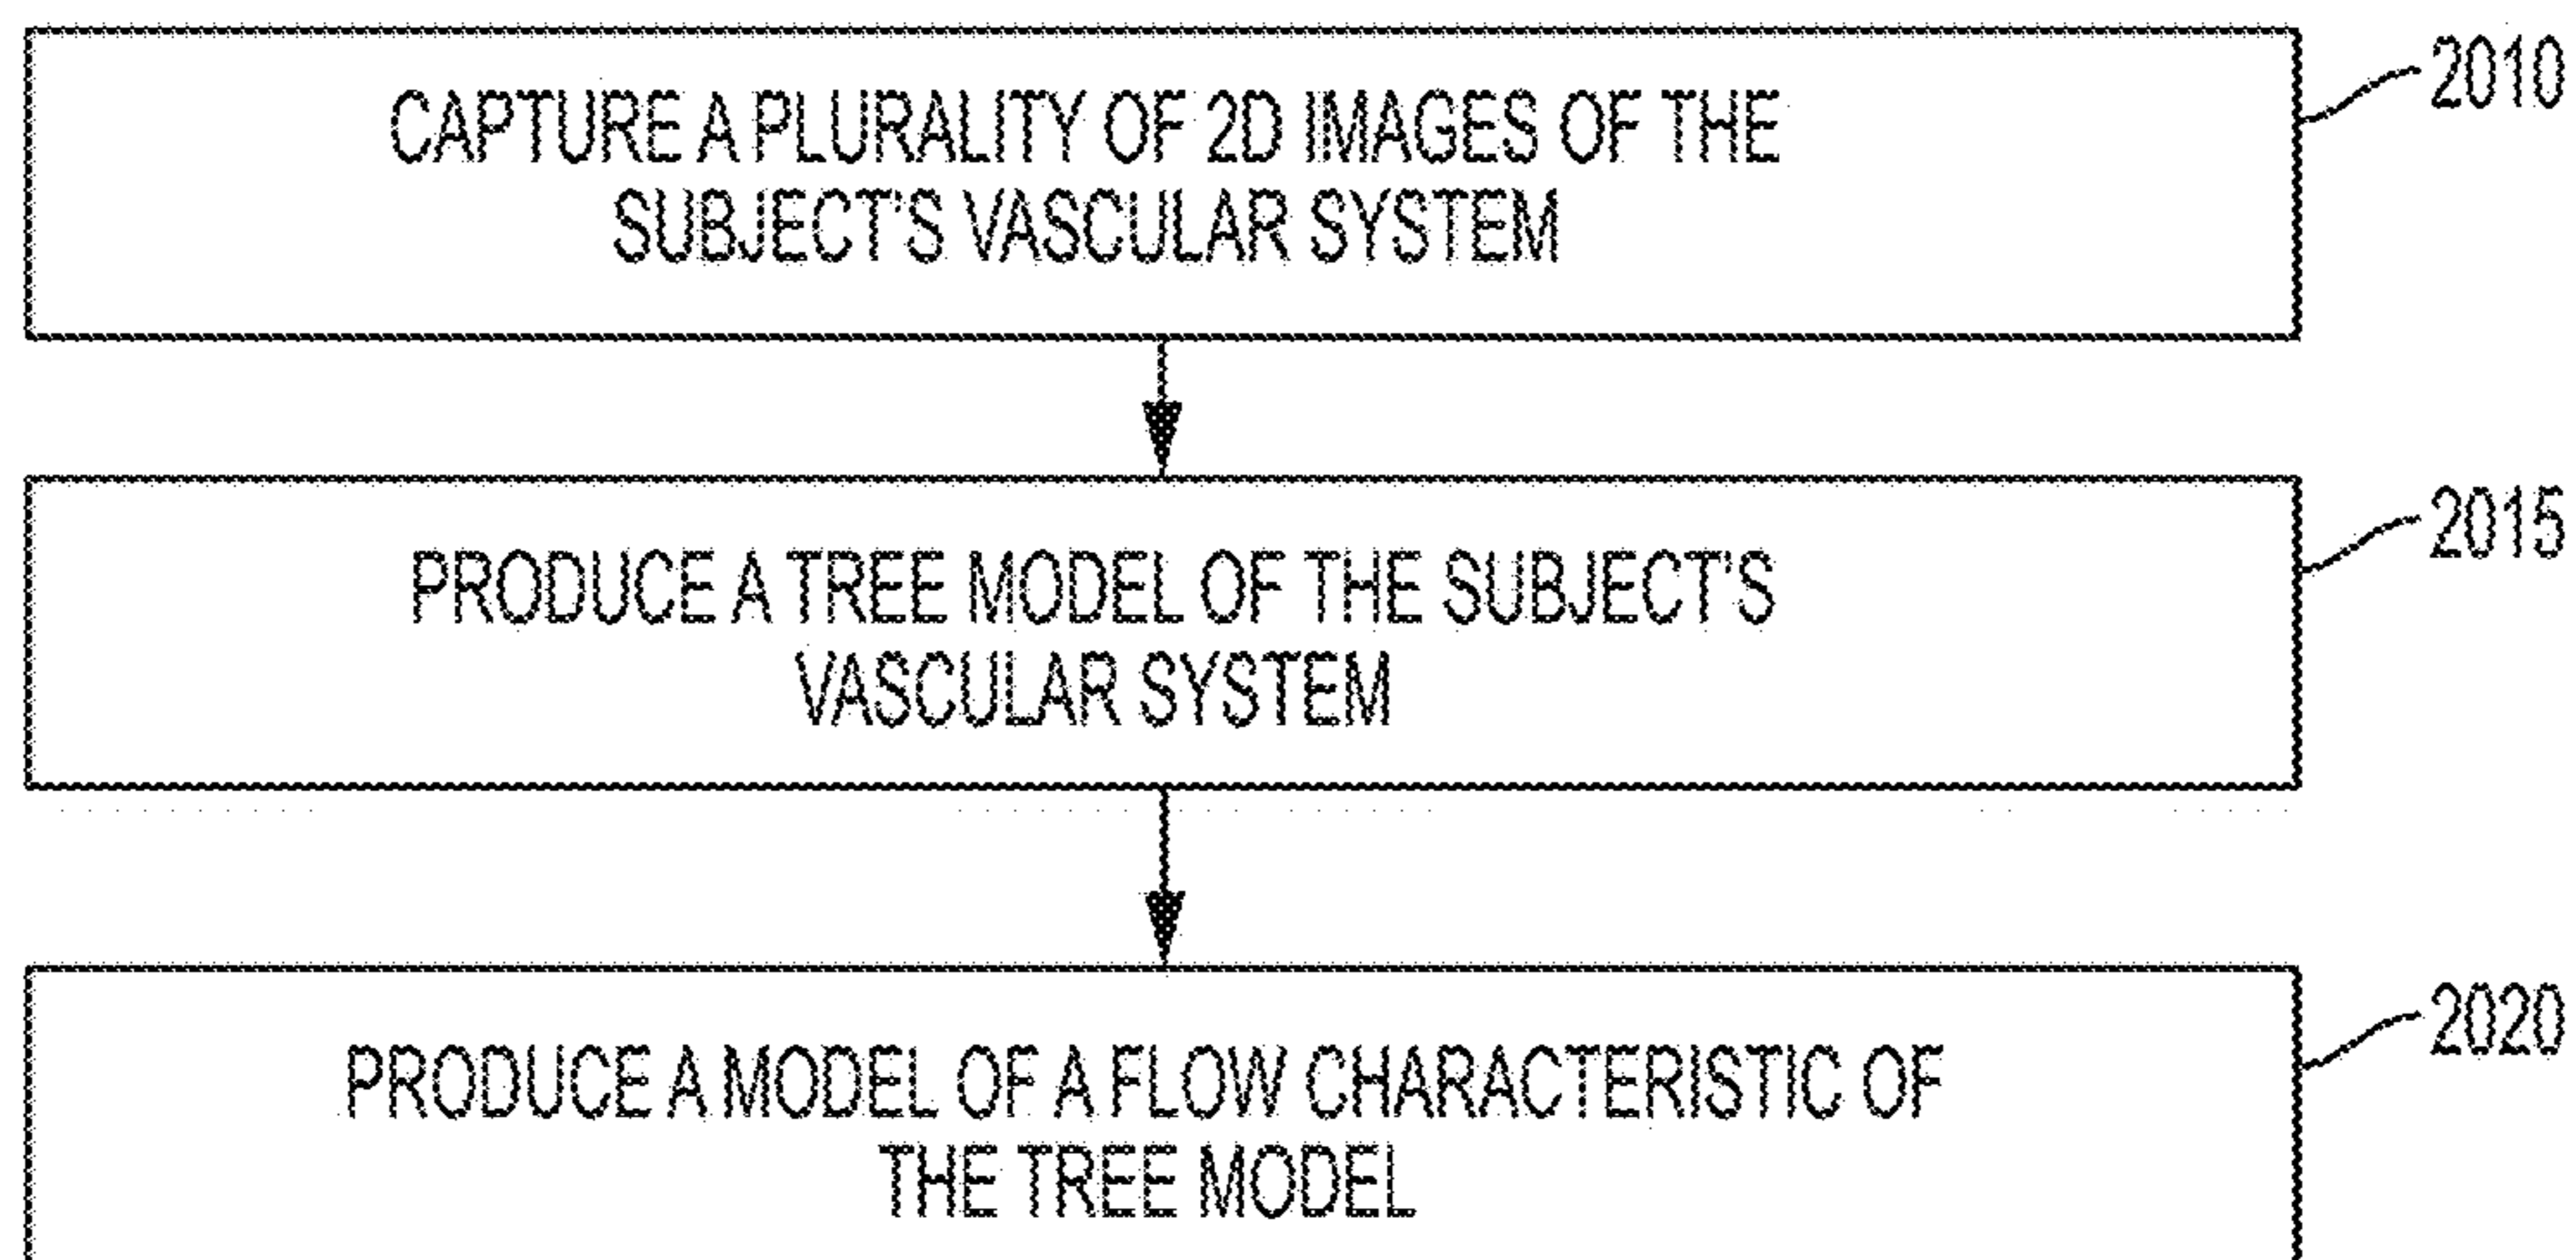 CAPTURE A PLURALITY OF 2D IMAGES OF THE
SUBJECT'S VASCULAR SYSTEM
2010
PRODUCE A TREE MODEL OF THE SUBJECT'S
VASCULAR SYSTEM
2015
PRODUCE A MODEL OF A FLOW CHARACTERISTIC OF
THE TREE MODEL
2020